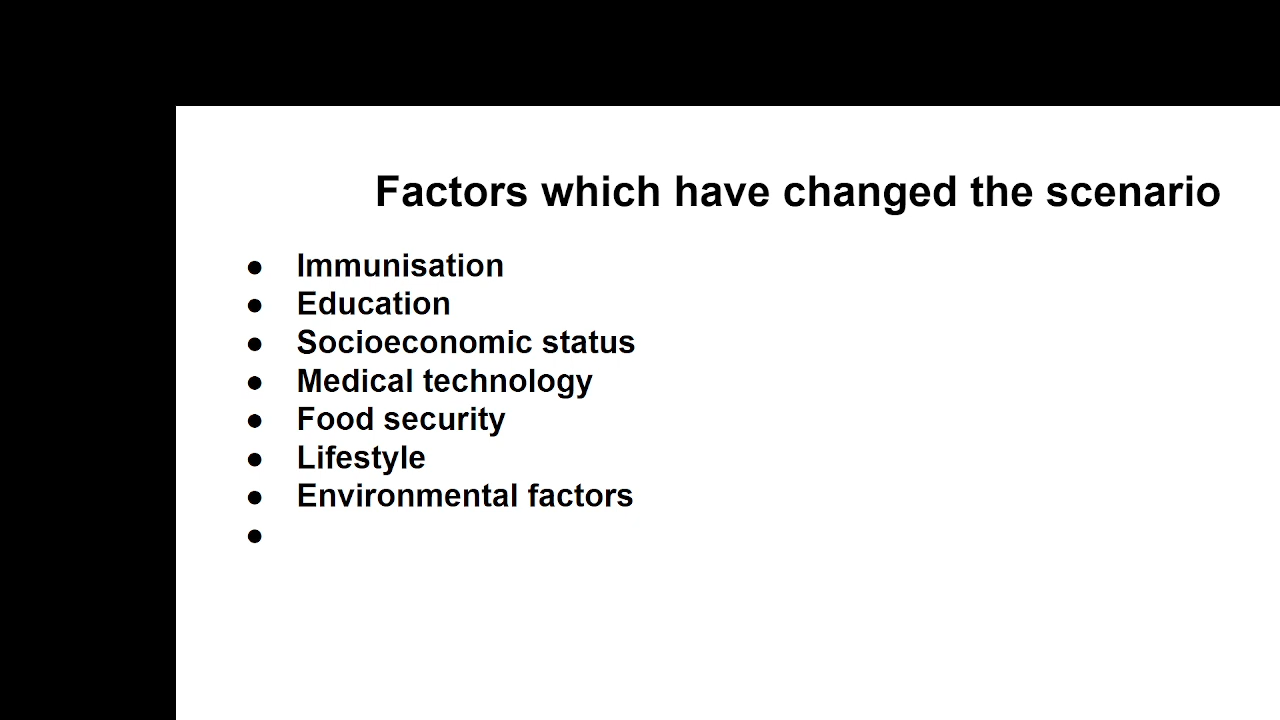 Factors which have changed the scenario
● Immunisation
● Education
● Socioeconomic status
● Medical technology
● Food security
● Lifestyle
● Environmental factors
●